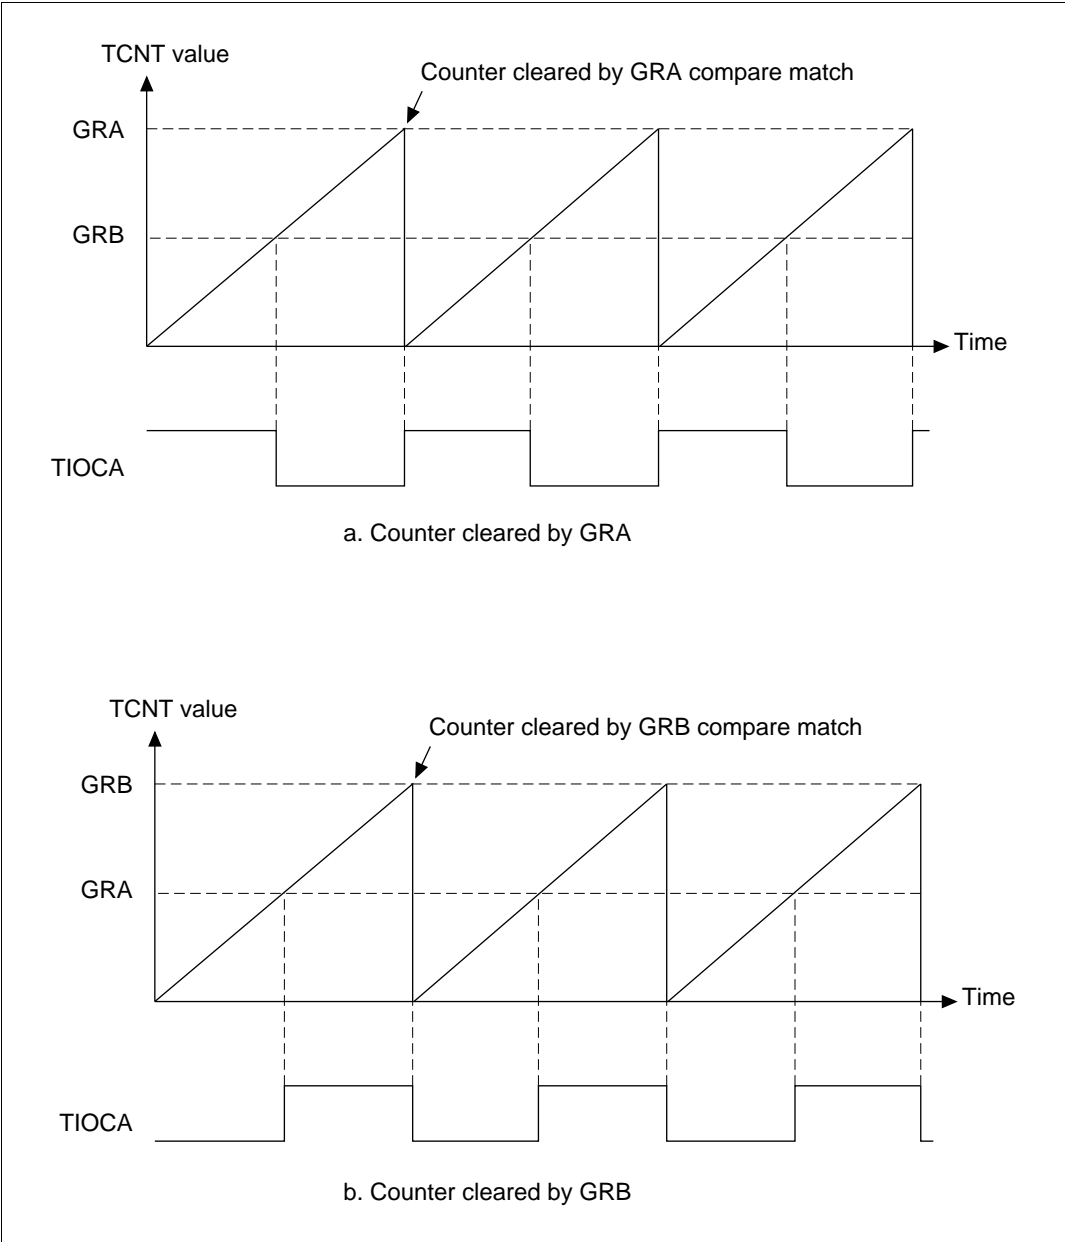 TCNT value
Counter cleared by GRA compare match
GRA
GRB
Time
TIOCA
a. Counter cleared by GRA
TCNT value
Counter cleared by GRB compare match
GRB
GRA
Time
TIOCA
b. Counter cleared by GRB